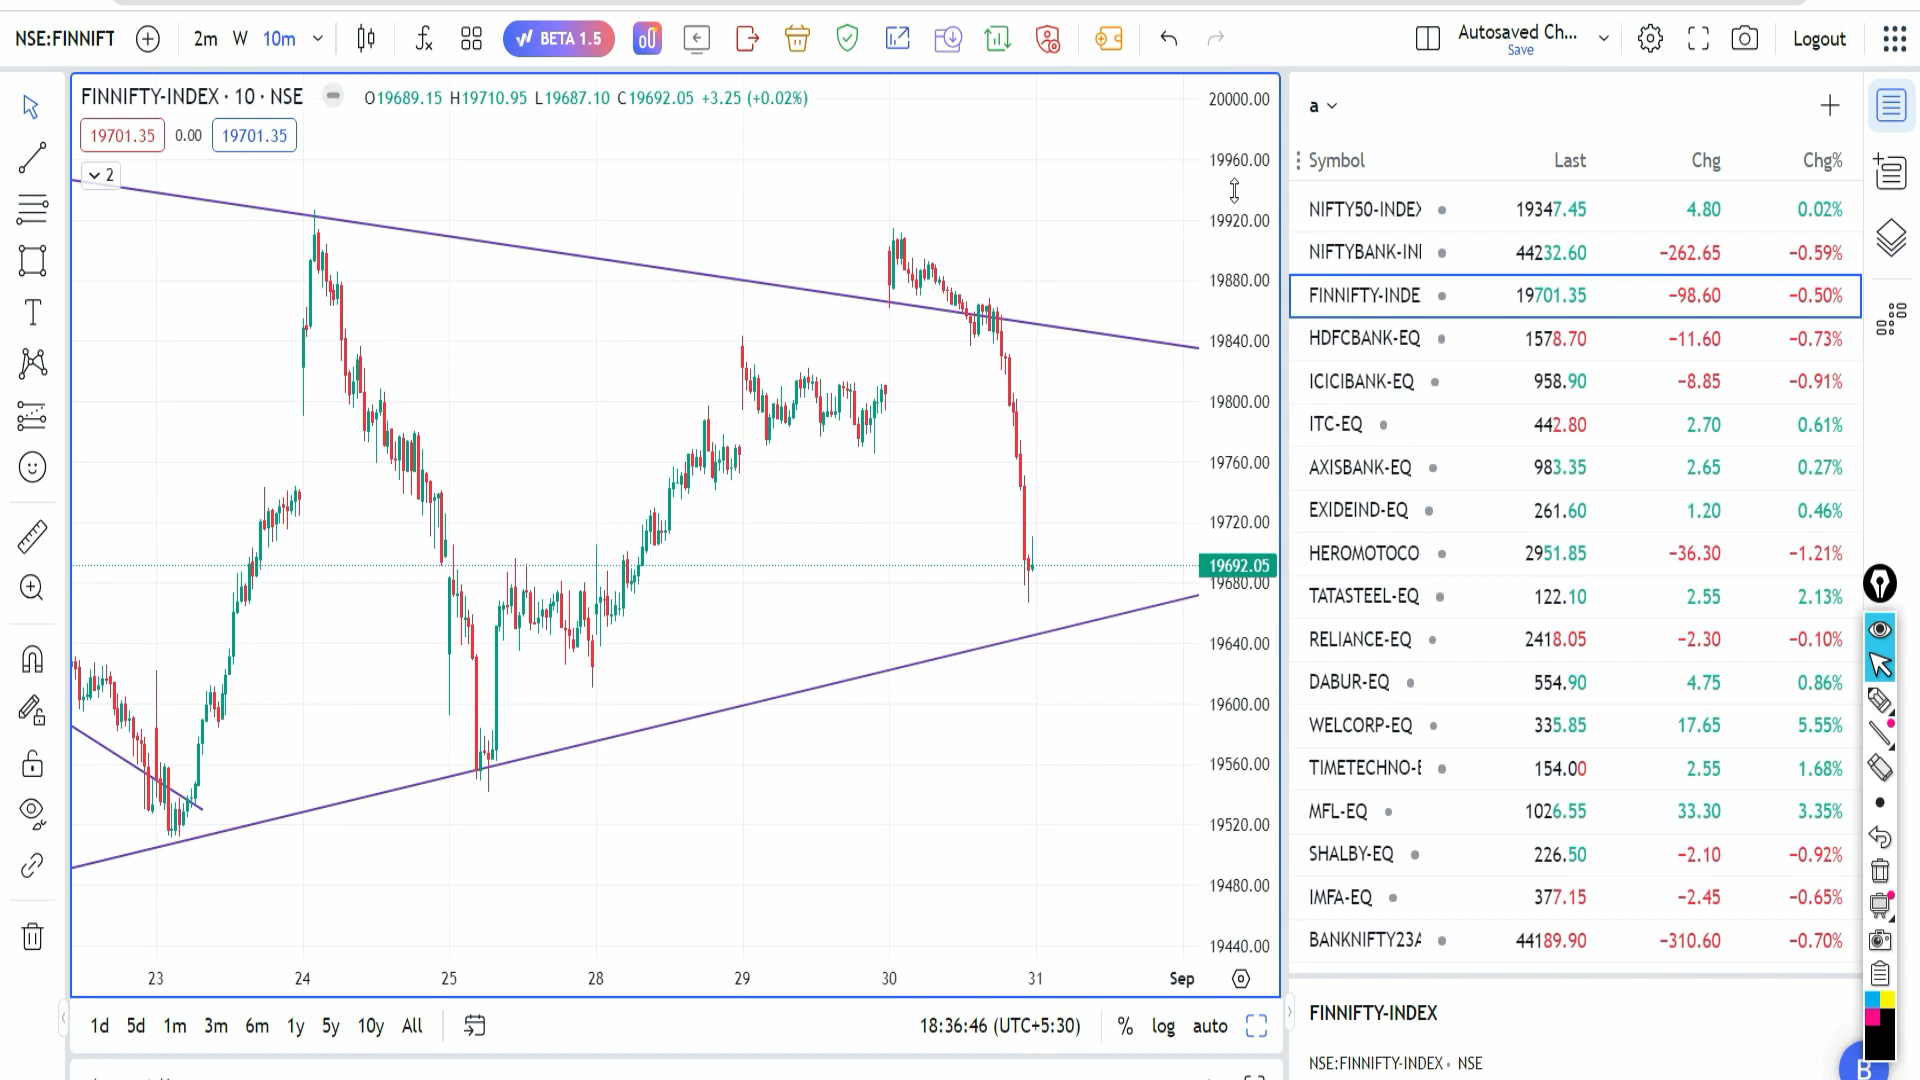 NSE:FINNIFT 2m W 10m BETA 1.5 Autosaved Ch... Save Logout
FINNIFTY-INDEX · 10 · NSE O19689.15 H19710.95 L19687.10 C19692.05 +3.25 (+0.02%)
19701.35 0.00 19701.35
2
20000.00
19960.00
19920.00
19880.00
19840.00
19800.00
19760.00
19720.00
19692.05
19680.00
19640.00
19600.00
19560.00
19520.00
19480.00
19440.00
23 24 25 28 29 30 31 Sep
1d 5d 1m 3m 6m 1y 5y 10y All 18:36:46 (UTC+5:30) % log auto
a
Symbol Last Chg Chg%
NIFTY50-INDEX 19347.45 4.80 0.02%
NIFTYBANK-INI 44232.60 −262.65 −0.59%
FINNIFTY-INDE 19701.35 −98.60 −0.50%
HDFCBANK-EQ 1578.70 −11.60 −0.73%
ICICIBANK-EQ 958.90 −8.85 −0.91%
ITC-EQ 442.80 2.70 0.61%
AXISBANK-EQ 983.35 2.65 0.27%
EXIDEIND-EQ 261.60 1.20 0.46%
HEROMOTOCO 2951.85 −36.30 −1.21%
TATASTEEL-EQ 122.10 2.55 2.13%
RELIANCE-EQ 2418.05 −2.30 −0.10%
DABUR-EQ 554.90 4.75 0.86%
WELCORP-EQ 335.85 17.65 5.55%
TIMETECHNO-E 154.00 2.55 1.68%
MFL-EQ 1026.55 33.30 3.35%
SHALBY-EQ 226.50 −2.10 −0.92%
IMFA-EQ 377.15 −2.45 −0.65%
BANKNIFTY23A 44189.90 −310.60 −0.70%
FINNIFTY-INDEX
NSE:FINNIFTY-INDEX • NSE
B